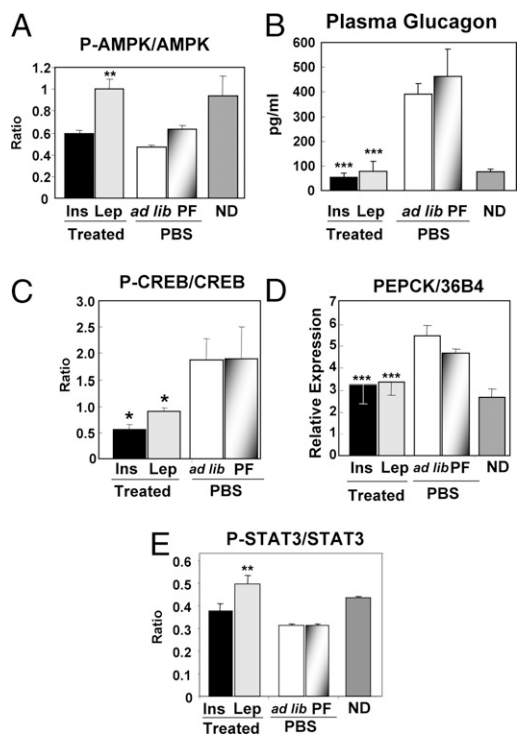 A
P-AMPK/AMPK
Ratio
1.2
1
0.8
0.6
0.4
0.2
0
**
Ins Lep ad lib PF ND
Treated PBS
B
Plasma Glucagon
pg/ml
600
500
400
300
200
100
0
*** ***
Ins Lep ad lib PF ND
Treated PBS
C
P-CREB/CREB
Ratio
3.0
2.5
2.0
1.5
1.0
0.5
0
* *
Ins Lep ad lib PF
Treated PBS
D
PEPCK/36B4
Relative Expression
7
6
5
4
3
2
1
0
*** ***
Ins Lep ad lib PF ND
Treated PBS
E
P-STAT3/STAT3
Ratio
0.6
0.5
0.4
0.3
0.2
0.1
0
**
Ins Lep ad lib PF ND
Treated PBS